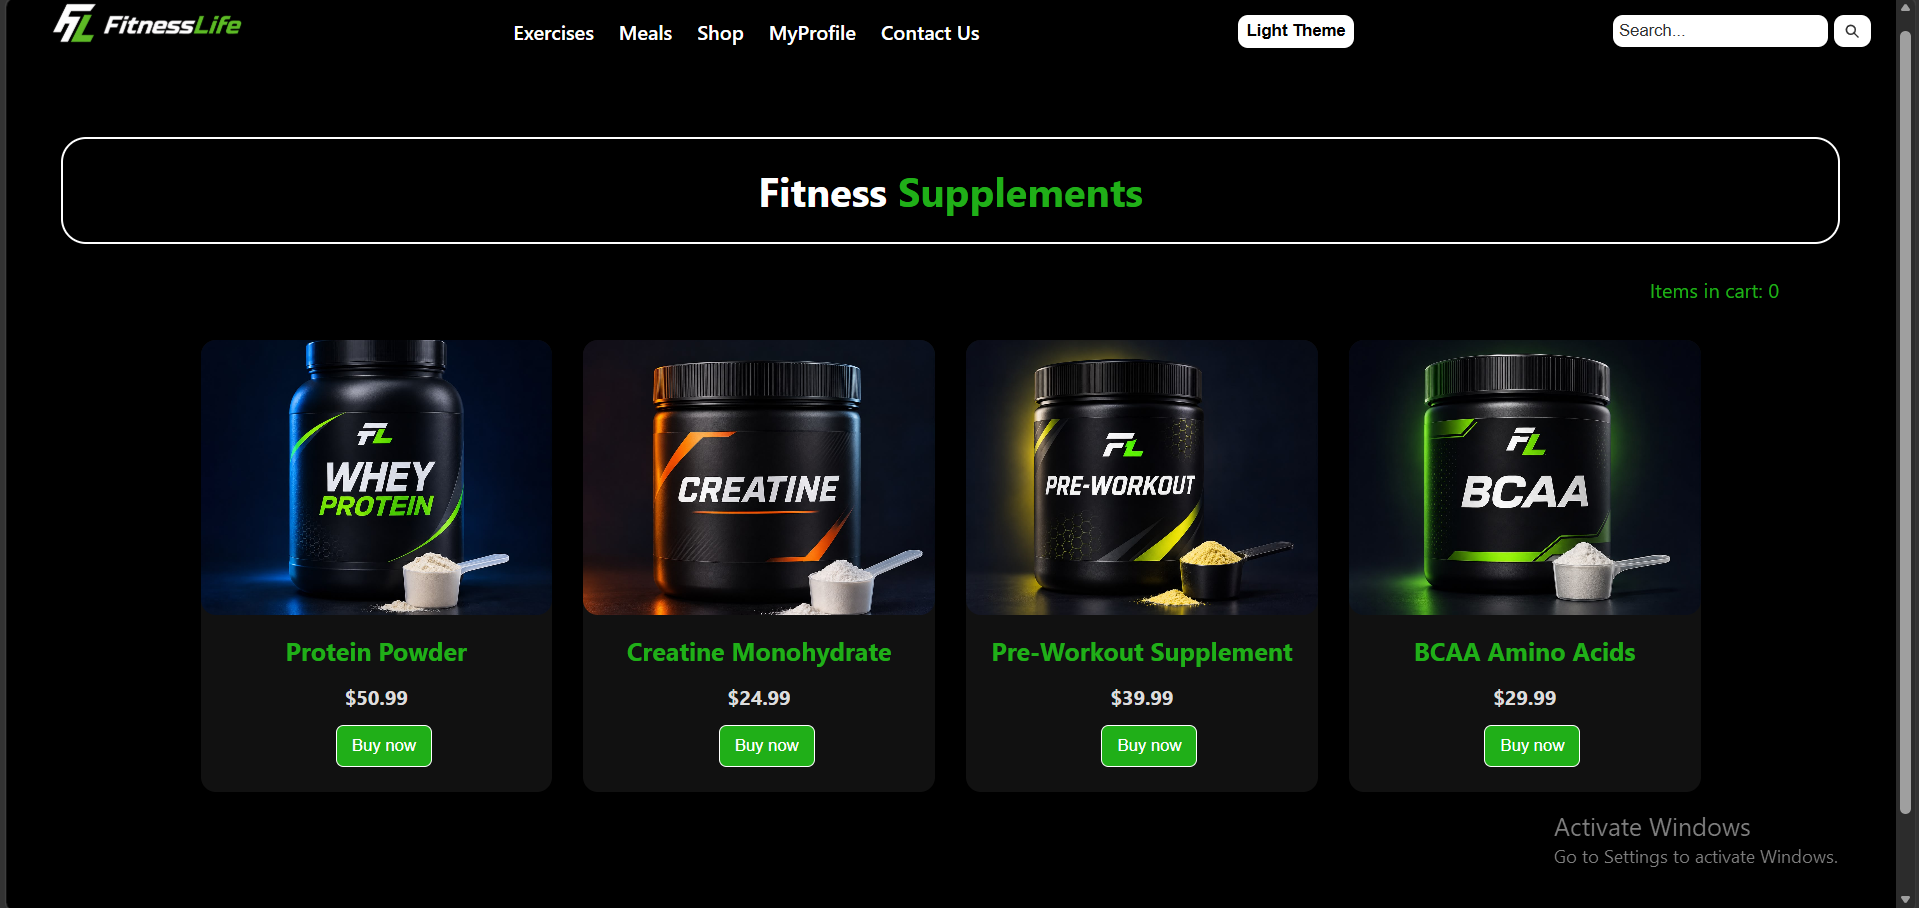 FL FitnessLife
Exercises Meals Shop MyProfile Contact Us
Light Theme
Search...
Fitness Supplements
Items in cart: 0
FL
WHEY
PROTEIN
CREATINE
FL
PRE-WORKOUT
FL
BCAA
Protein Powder
$50.99
Buy now
Creatine Monohydrate
$24.99
Buy now
Pre-Workout Supplement
$39.99
Buy now
BCAA Amino Acids
$29.99
Buy now
Activate Windows
Go to Settings to activate Windows.